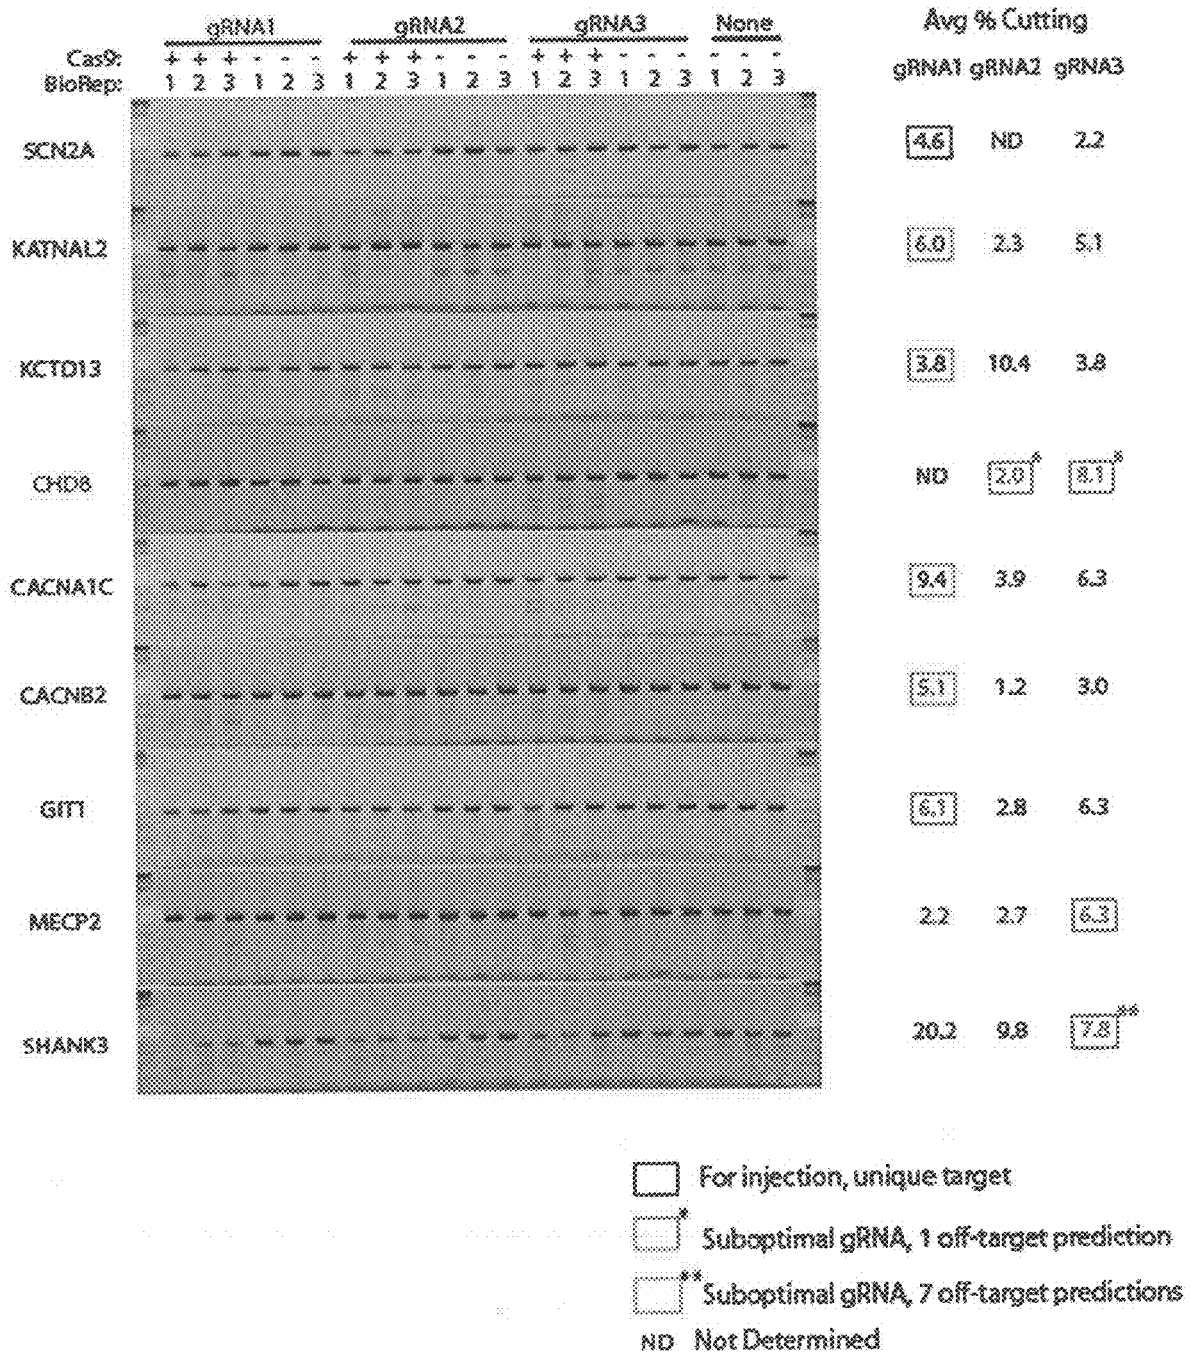 gRNA1 gRNA2 gRNA3 None Avg % Cutting
Cas9: + + + - - - + + + - - - + + + - - - - - -
BioRep: 1 2 3 1 2 3 1 2 3 1 2 3 1 2 3 1 2 3 1 2 3 gRNA1 gRNA2 gRNA3
SCN2A 4.6 ND 2.2
KATNAL2 6.0 2.3 5.1
KCTD13 3.8 10.4 3.8
CHD8 ND 2.0* 8.1*
CACNA1C 9.4 3.9 6.3
CACNB2 5.1 1.2 3.0
GIT1 6.1 2.8 6.3
MECP2 2.2 2.7 6.3
SHANK3 20.2 9.8 7.8**
For injection, unique target
* Suboptimal gRNA, 1 off-target prediction
** Suboptimal gRNA, 7 off-target predictions
ND Not Determined